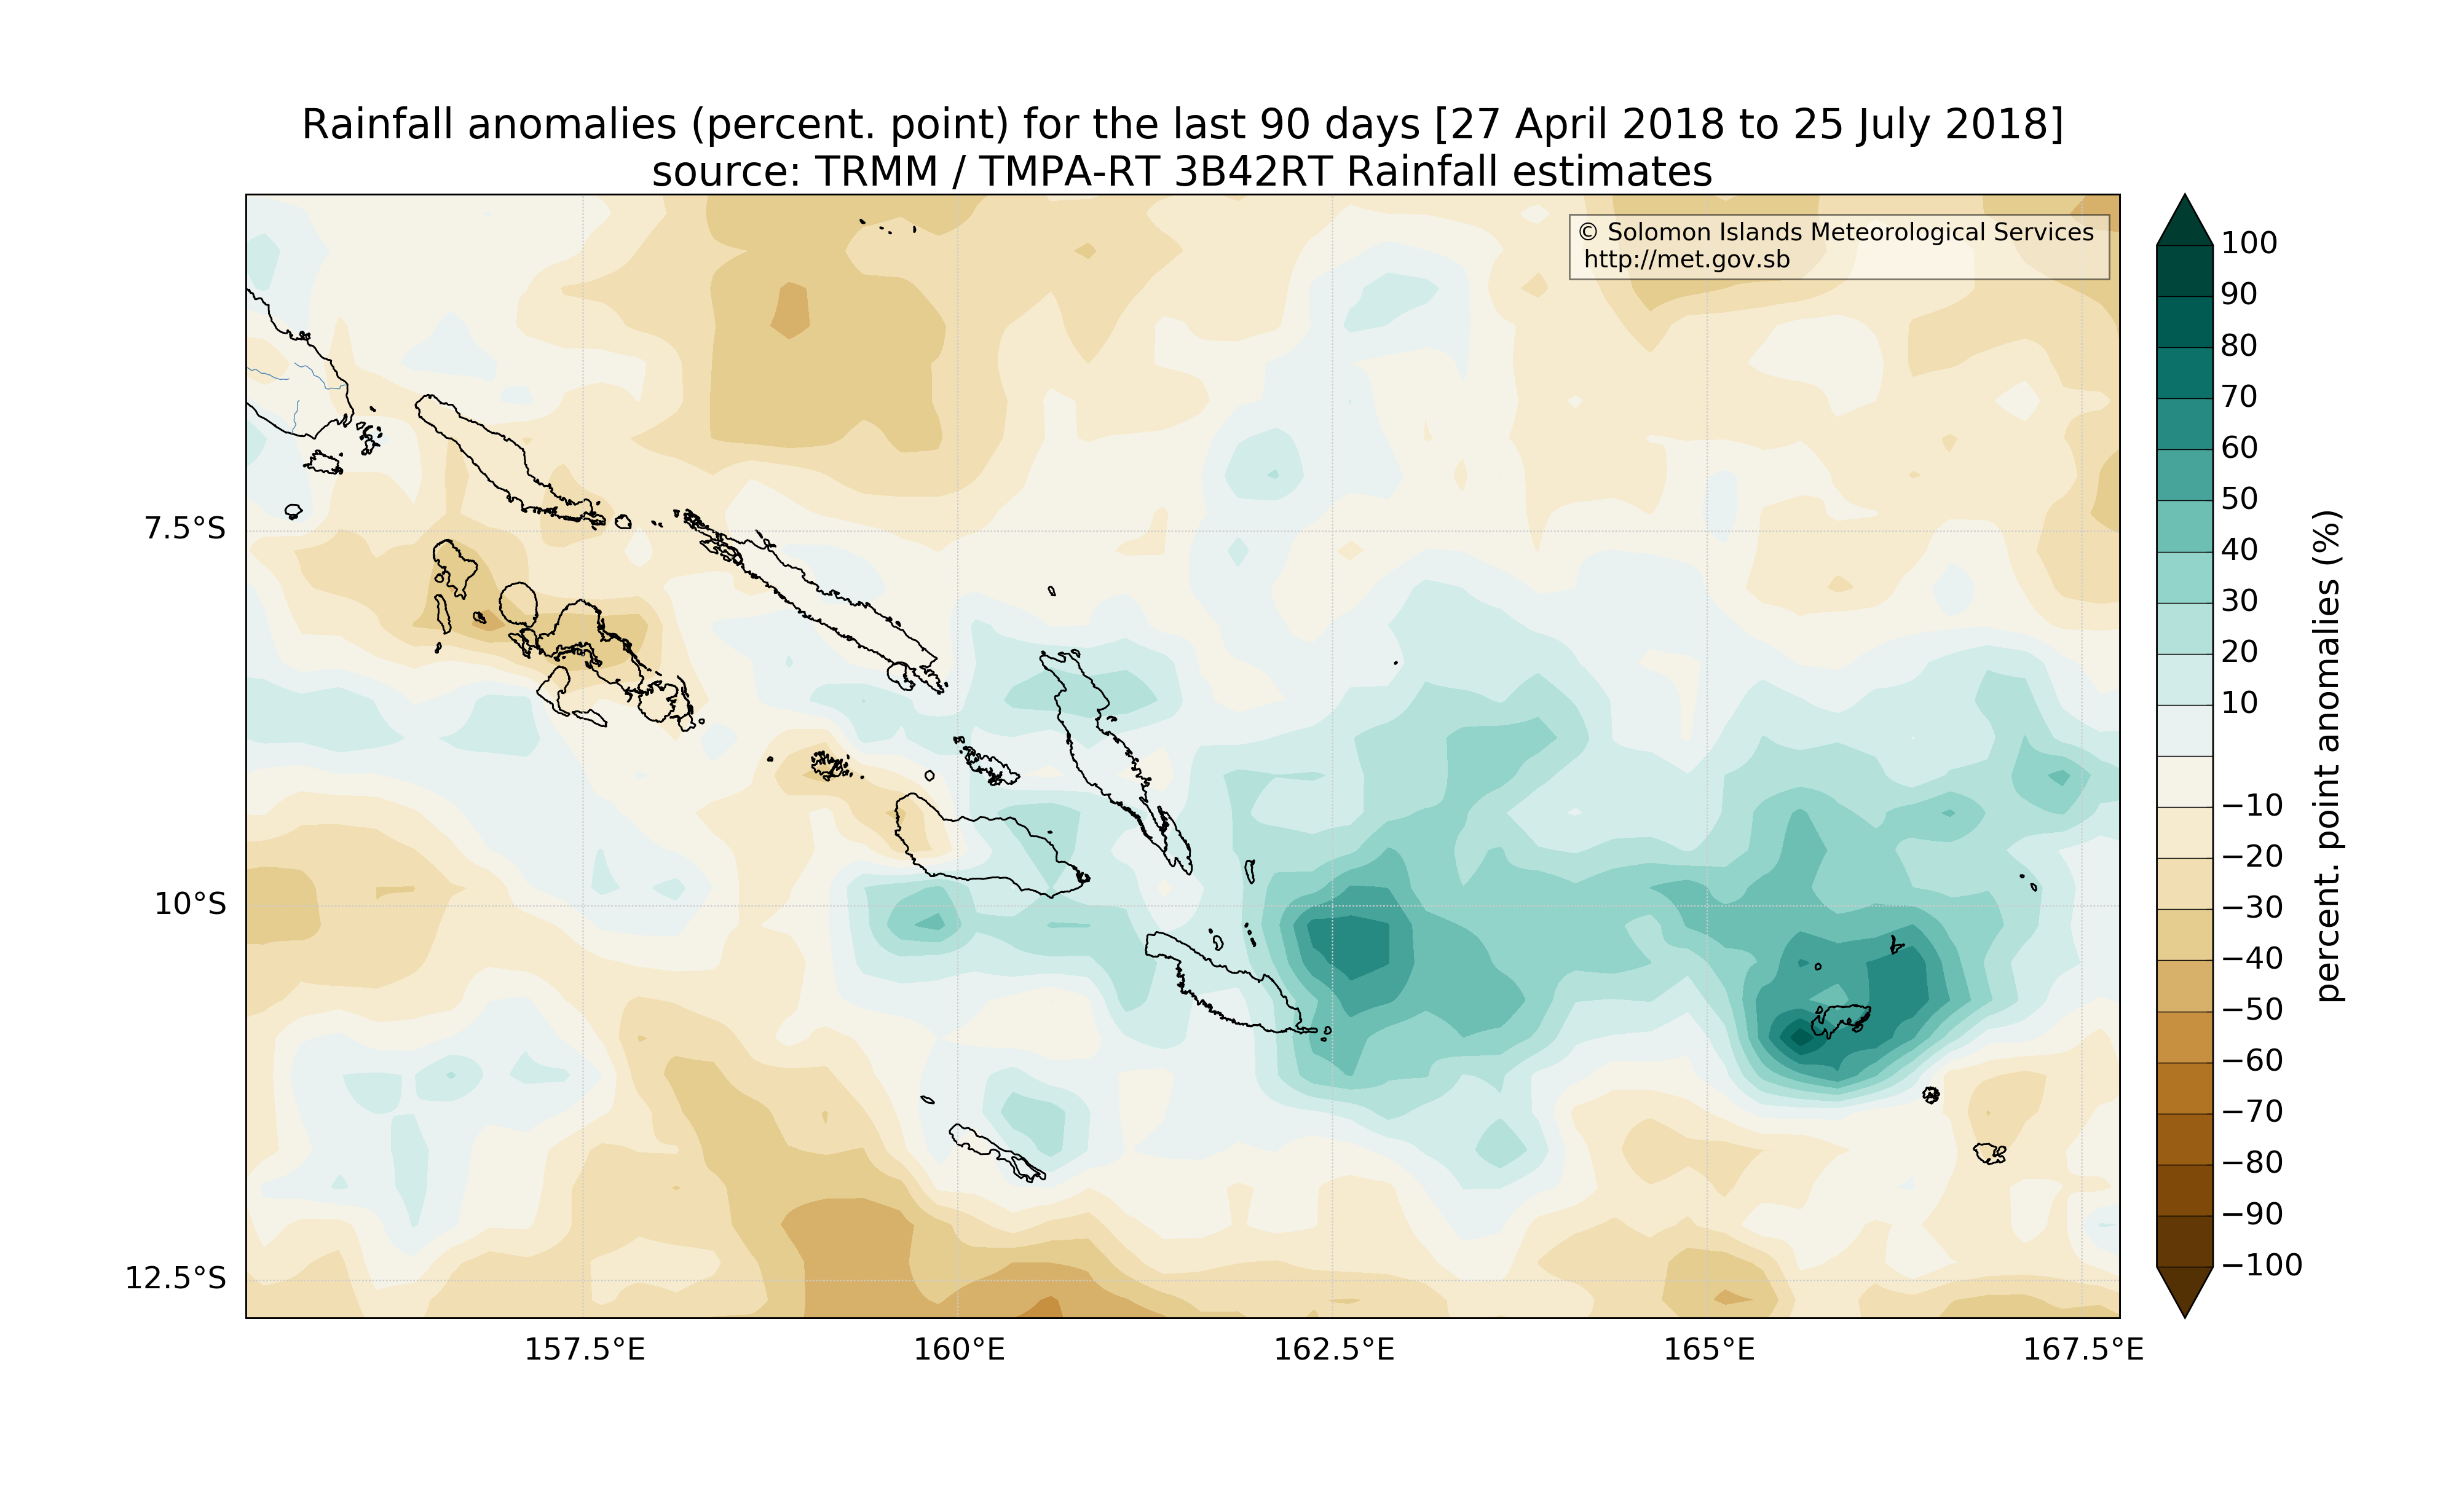 Rainfall anomalies (percent. point) for the last 90 days [27 April 2018 to 25 July 2018]
source: TRMM / TMPA-RT 3B42RT Rainfall estimates
© Solomon Islands Meteorological Services
http://met.gov.sb
7.5°S
10°S
12.5°S
157.5°E
160°E
162.5°E
165°E
167.5°E
100
90
80
70
60
50
40
30
20
10
−10
−20
−30
−40
−50
−60
−70
−80
−90
−100
percent. point anomalies (%)